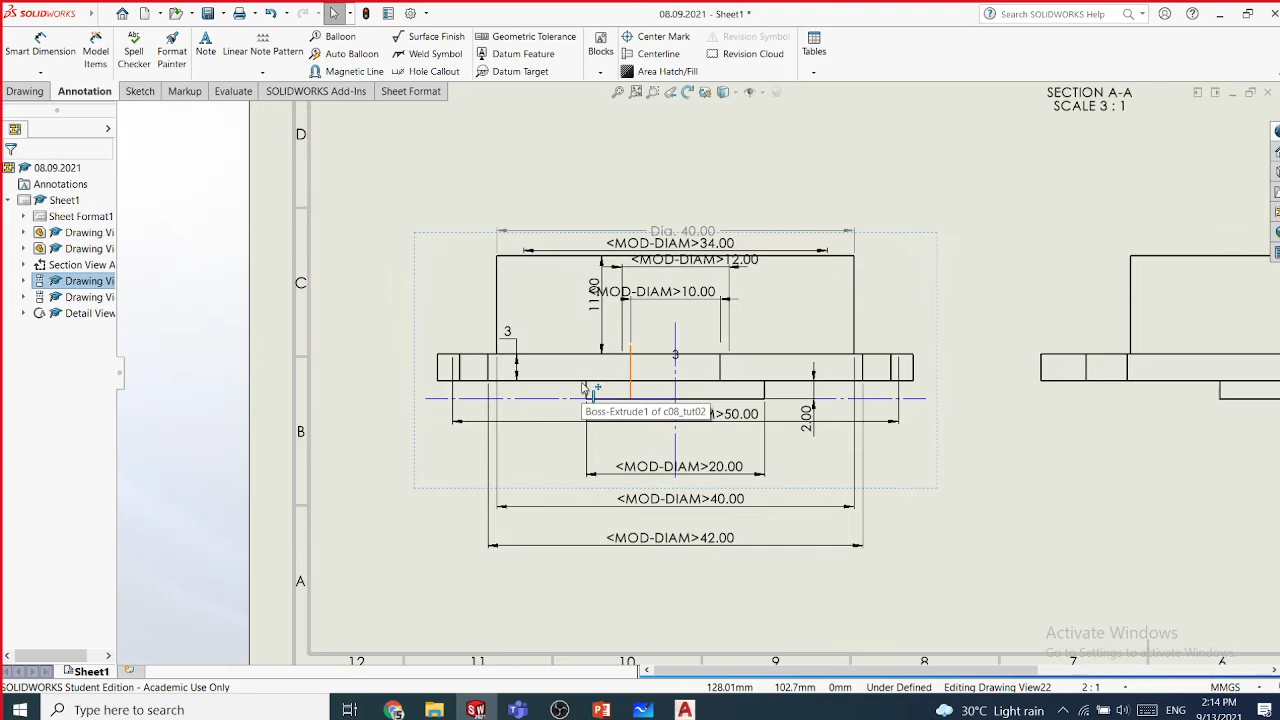 SOLIDWORKS
08.09.2021 - Sheet1 *
Search SOLIDWORKS Help
Smart Dimension
Model Items
Spell Checker
Format Painter
Note
Linear Note Pattern
Balloon
Auto Balloon
Magnetic Line
Surface Finish
Weld Symbol
Hole Callout
Geometric Tolerance
Datum Feature
Datum Target
Blocks
Center Mark
Centerline
Area Hatch/Fill
Revision Symbol
Revision Cloud
Tables
Drawing
Annotation
Sketch
Markup
Evaluate
SOLIDWORKS Add-Ins
Sheet Format
SECTION A-A
SCALE 3 : 1
08.09.2021
Annotations
Sheet1
Sheet Format1
Drawing Vi
Drawing Vi
Section View A
Drawing Vi
Drawing Vi
Detail View
D
C
B
A
Dia. 40.00
<MOD-DIAM>34.00
<MOD-DIAM>12.00
<MOD-DIAM>10.00
11.00
3
3
Boss-Extrude1 of c08_tut02
M>50.00
2.00
<MOD-DIAM>20.00
<MOD-DIAM>40.00
<MOD-DIAM>42.00
12
11
10
9
8
7
6
Activate Windows
Go to Settings to activate Windows.
Sheet1
SOLIDWORKS Student Edition - Academic Use Only
128.01mm
102.7mm
0mm
Under Defined
Editing Drawing View22
2 : 1
MMGS
Type here to search
30°C Light rain
ENG
2:14 PM
9/13/2021